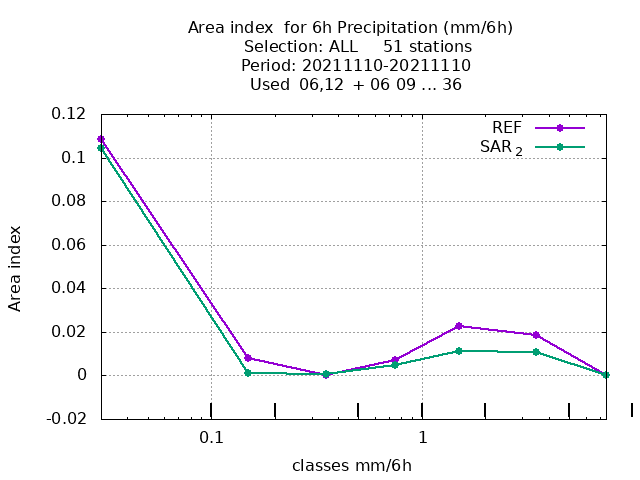 Area index  for 6h Precipitation (mm/6h)
Selection: ALL     51 stations
Period: 20211110-20211110
Used  06,12  + 06 09 ... 36
0.12
REF
SAR 2
0.1
0.08
0.06
0.04
0.02
0
-0.02
Area index
0.1
1
classes mm/6h